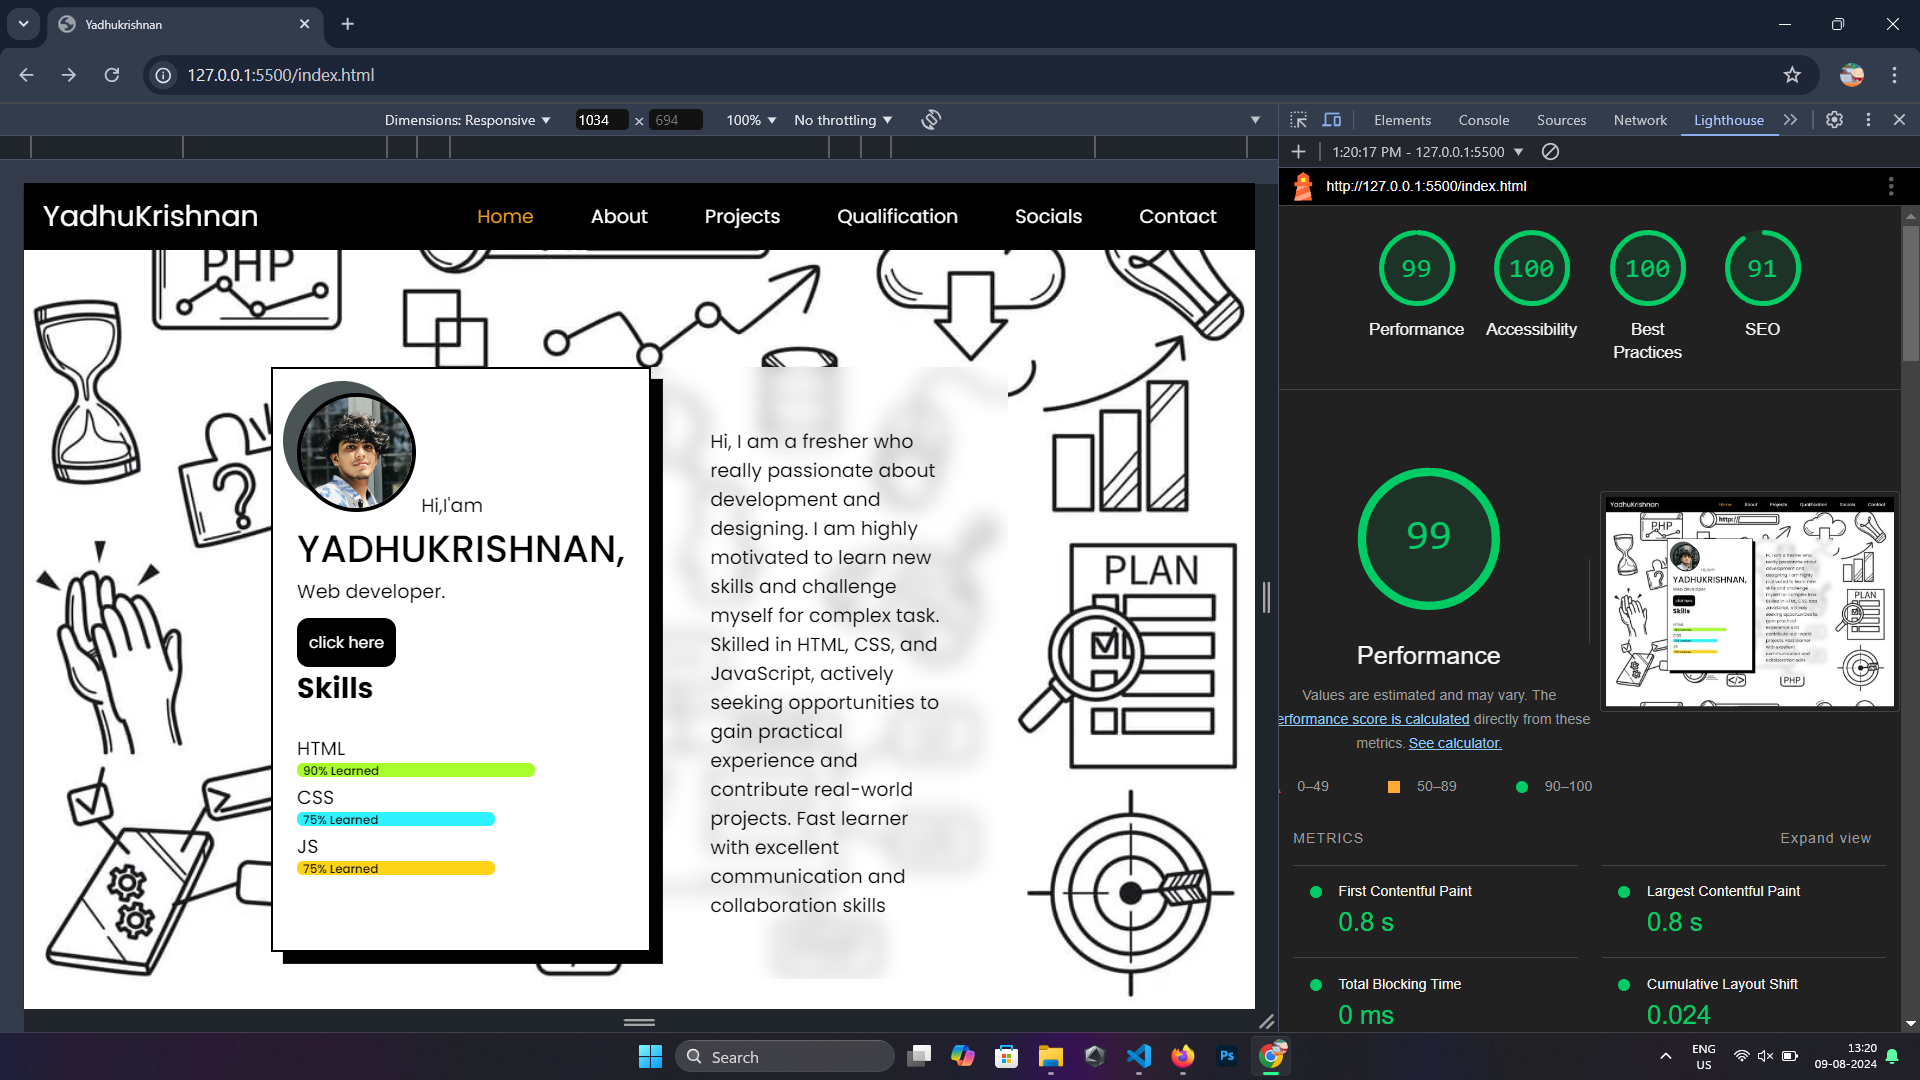 Yadhukrishnan
127.0.0.1:5500/index.html
Dimensions: Responsive
1034 × 694
100%
No throttling
Elements
Console
Sources
Network
Lighthouse
1:20:17 PM - 127.0.0.1:5500
http://127.0.0.1:5500/index.html
YadhuKrishnan
Home
About
Projects
Qualification
Socials
Contact
PHP
PLAN
Hi,I'am
YADHUKRISHNAN,
Web developer.
click here
Skills
HTML
90% Learned
CSS
75% Learned
JS
75% Learned
Hi, I am a fresher who
really passionate about
development and
designing. I am highly
motivated to learn new
skills and challenge
myself for complex task.
Skilled in HTML, CSS, and
JavaScript, actively
seeking opportunities to
gain practical
experience and
contribute real-world
projects. Fast learner
with excellent
communication and
collaboration skills
99
100
100
91
Performance
Accessibility
Best
Practices
SEO
99
Performance
Values are estimated and may vary. The
erformance score is calculated directly from these
metrics. See calculator.
0–49
50–89
90–100
METRICS
Expand view
First Contentful Paint
0.8 s
Largest Contentful Paint
0.8 s
Total Blocking Time
0 ms
Cumulative Layout Shift
0.024
Search
Ps
ENG
US
13:20
09-08-2024